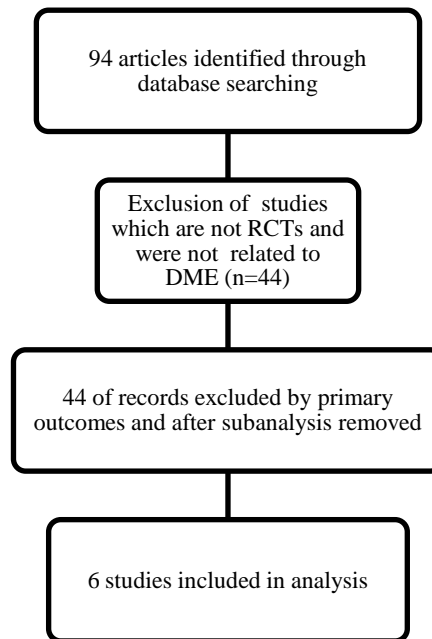 94 articles identified through
database searching
Exclusion of studies
which are not RCTs and
were not related to
DME (n=44)
44 of records excluded by primary
outcomes and after subanalysis removed
6 studies included in analysis